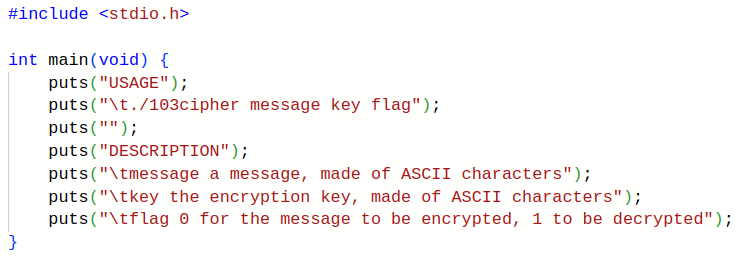 #include <stdio.h>

int main(void) {
    puts("USAGE");
    puts("\t./103cipher message key flag");
    puts("");
    puts("DESCRIPTION");
    puts("\tmessage a message, made of ASCII characters");
    puts("\tkey the encryption key, made of ASCII characters");
    puts("\tflag 0 for the message to be encrypted, 1 to be decrypted");
}